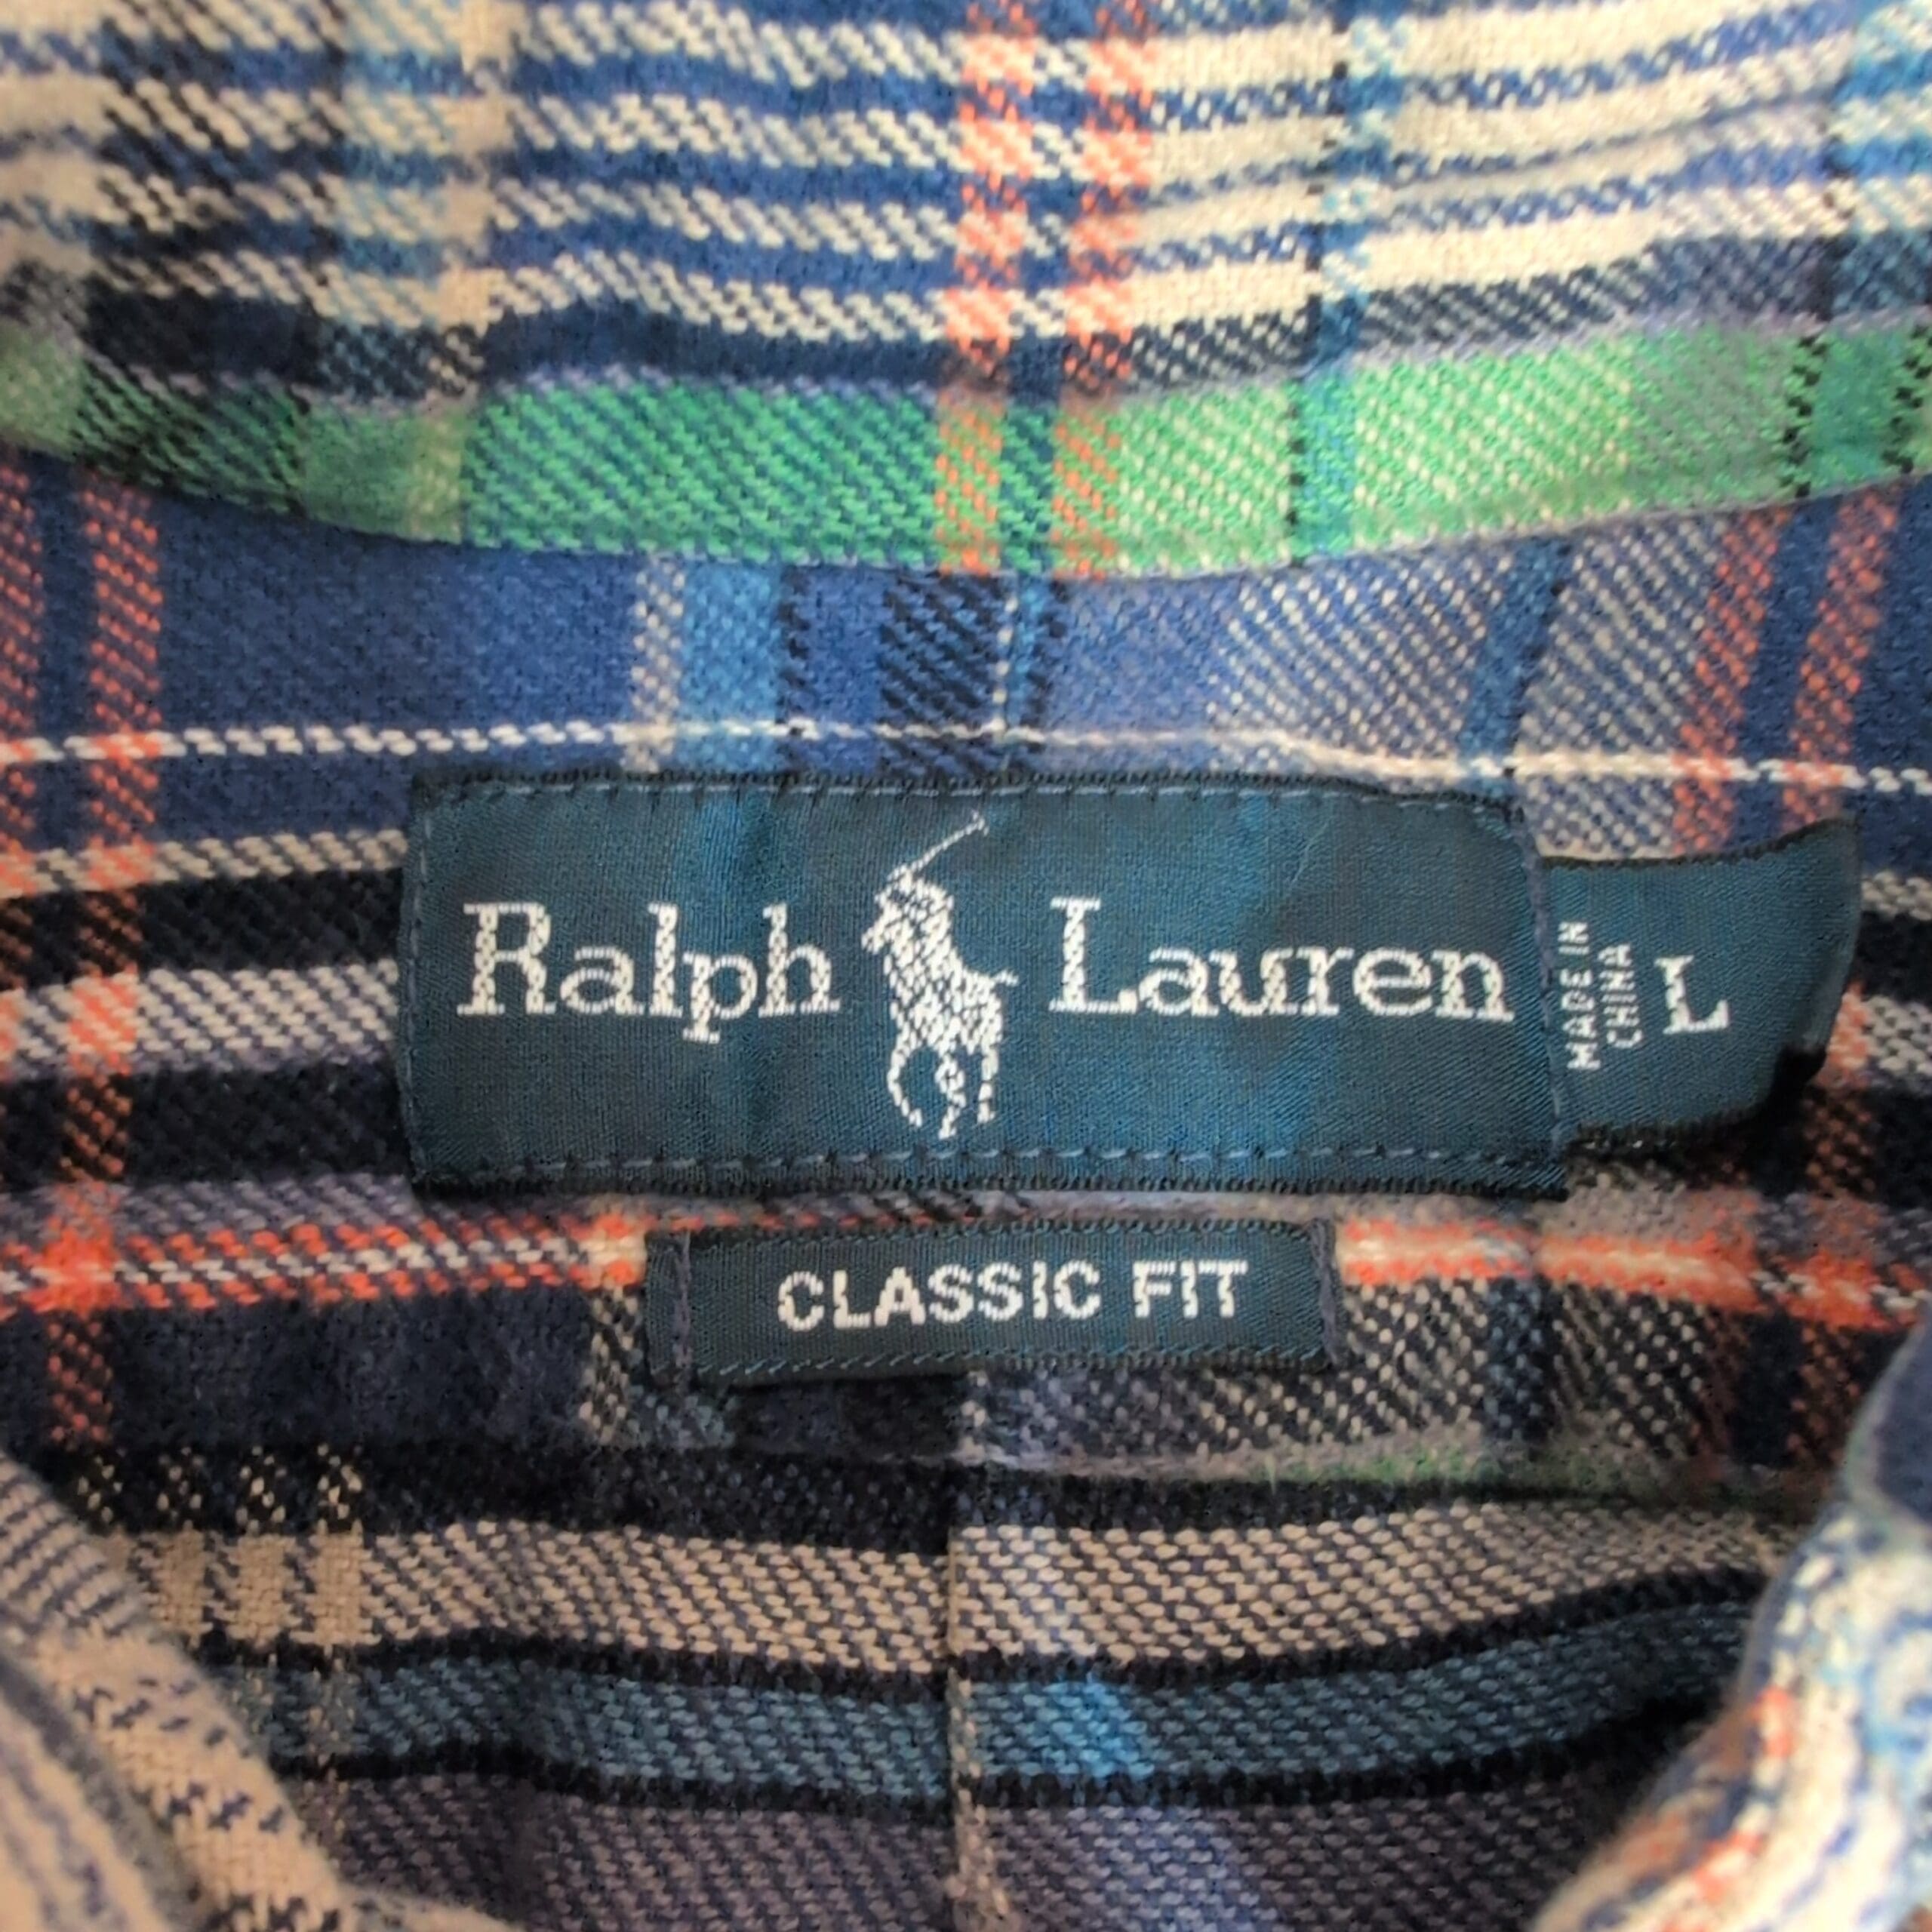 Ralph Lauren
MADE IN
CHINA
L
CLASSIC FIT